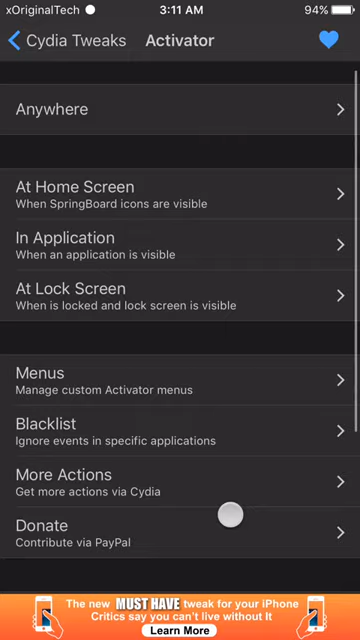 xOriginalTech 3:11 AM 94%
Cydia Tweaks Activator
Anywhere
At Home Screen
When SpringBoard icons are visible
In Application
When an application is visible
At Lock Screen
When is locked and lock screen is visible
Menus
Manage custom Activator menus
Blacklist
Ignore events in specific applications
More Actions
Get more actions via Cydia
Donate
Contribute via PayPal
The new MUST HAVE tweak for your iPhone
Critics say you can't live without It
Learn More